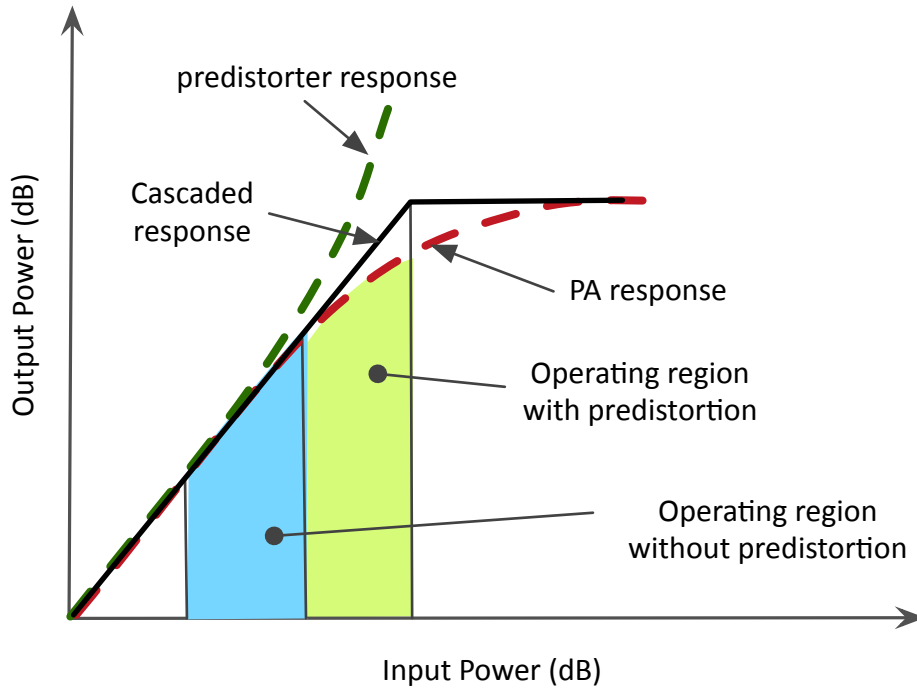 predistorter response
Cascaded
response
PA response
Operating region
with predistortion
Operating region
without predistortion
Output Power (dB)
Input Power (dB)